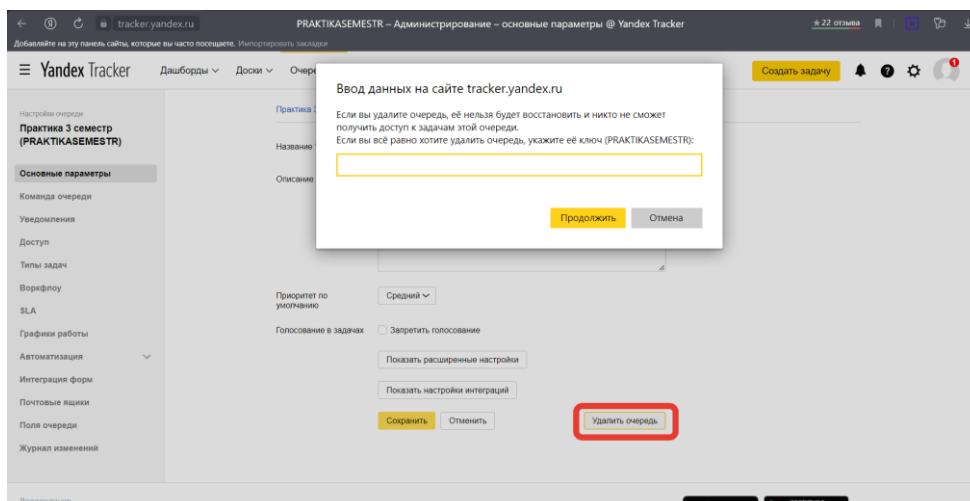 tracker.yandex.ru
PRAKTIKASEMESTR – Администрирование – основные параметры @ Yandex Tracker
★ 22 отзыва
Добавляйте на эту панель сайты, которые вы часто посещаете. Импортировать закладки
Yandex Tracker
Дашборды
Доски
Создать задачу
1
Ввод данных на сайте tracker.yandex.ru
Если вы удалите очередь, её нельзя будет восстановить и никто не сможет
получить доступ к задачам этой очереди.
Если вы всё равно хотите удалить очередь, укажите её ключ (PRAKTIKASEMESTR):
Продолжить
Отмена
Настройки очереди
Практика 3 семестр
(PRAKTIKASEMESTR)
Основные параметры
Команда очереди
Уведомления
Доступ
Типы задач
Воркфлоу
SLA
Графики работы
Автоматизация
Интеграция форм
Почтовые ящики
Поля очереди
Журнал изменений
Практика
Название
Описание
Приоритет по
умолчанию
Средний
Голосование в задачах
Запретить голосование
Показать расширенные настройки
Показать настройки интеграций
Сохранить
Отменить
Удалить очередь